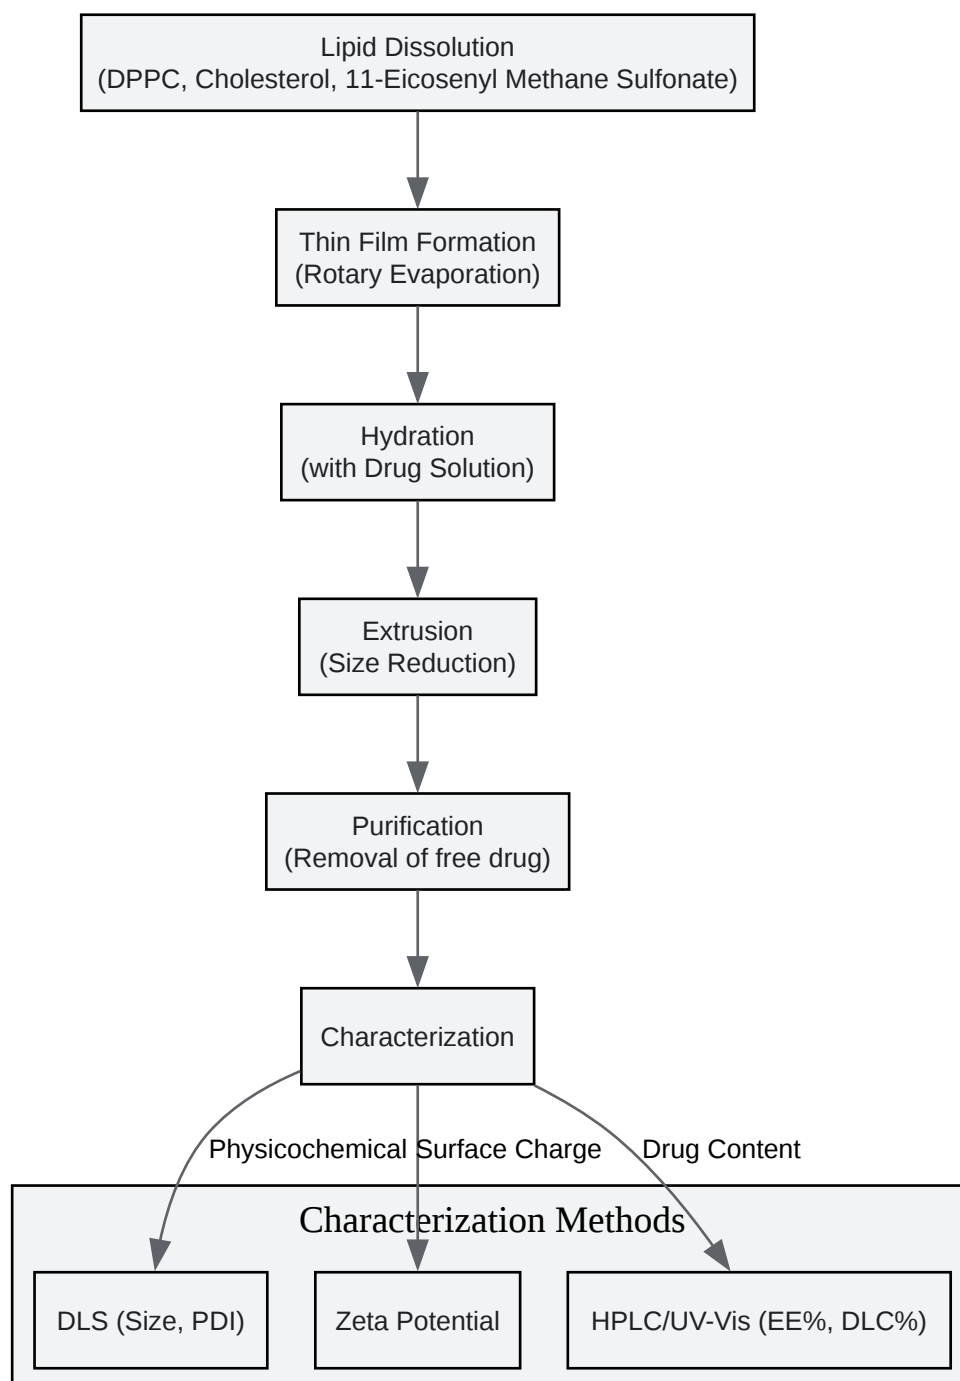 Lipid Dissolution
(DPPC, Cholesterol, 11-Eicosenyl Methane Sulfonate)
Thin Film Formation
(Rotary Evaporation)
Hydration
(with Drug Solution)
Extrusion
(Size Reduction)
Purification
(Removal of free drug)
Characterization
Physicochemical
Surface Charge
Drug Content
Characterization Methods
DLS (Size, PDI)
Zeta Potential
HPLC/UV-Vis (EE%, DLC%)